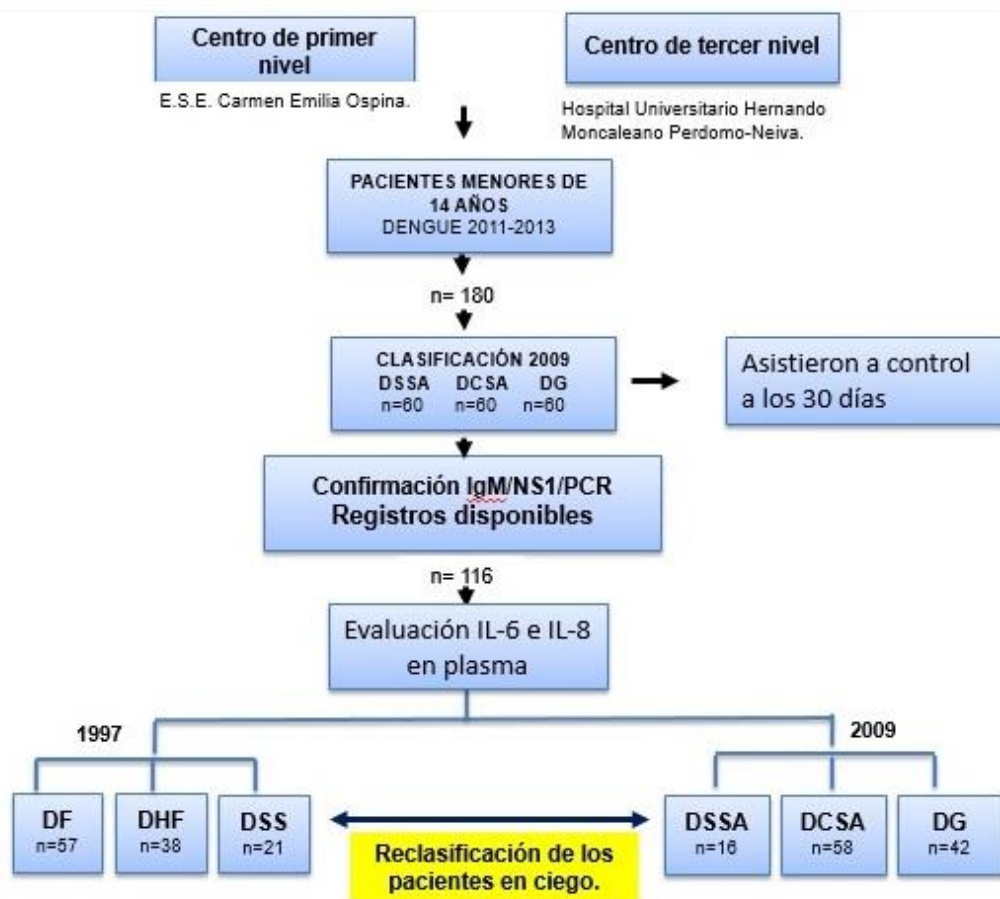 Centro de primer
nivel
Centro de tercer nivel
E.S.E. Carmen Emilia Ospina.
Hospital Universitario Hernando
Moncaleano Perdomo-Neiva.
PACIENTES MENORES DE
14 AÑOS
DENGUE 2011-2013
n= 180
CLASIFICACIÓN 2009
DSSA DCSA DG
n=60 n=60 n=60
Asistieron a control
a los 30 días
Confirmación IgM/NS1/PCR
Registros disponibles
n= 116
Evaluación IL-6 e IL-8
en plasma
1997
2009
DF
n=57
DHF
n=38
DSS
n=21
DSSA
n=16
DCSA
n=58
DG
n=42
Reclasificación de los
pacientes en ciego.